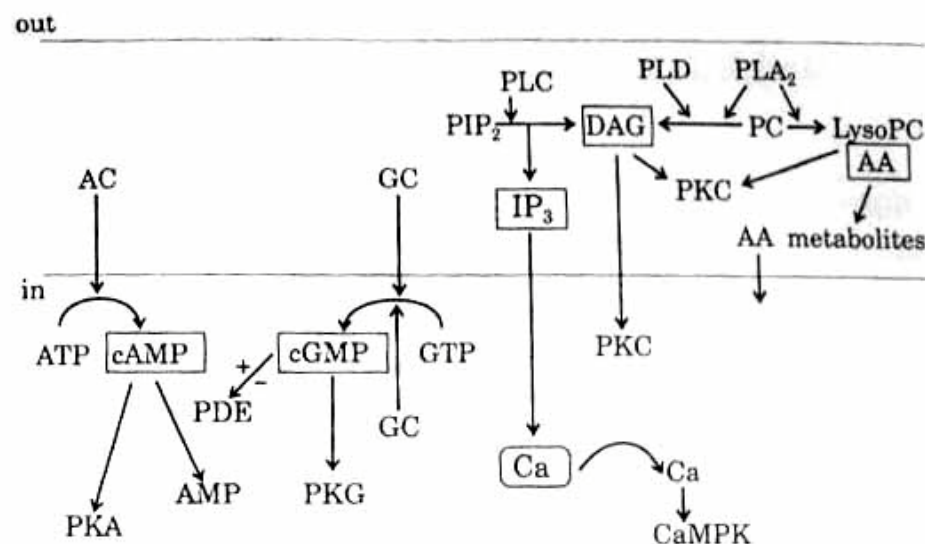 out
PLC PLD PLA₂
PIP₂ DAG PC LysoPC
AC GC IP₃ PKC AA
AA metabolites
in
ATP cAMP cGMP GTP PKC
+
−
PDE GC
Ca Ca
PKA AMP PKG
CaMPK